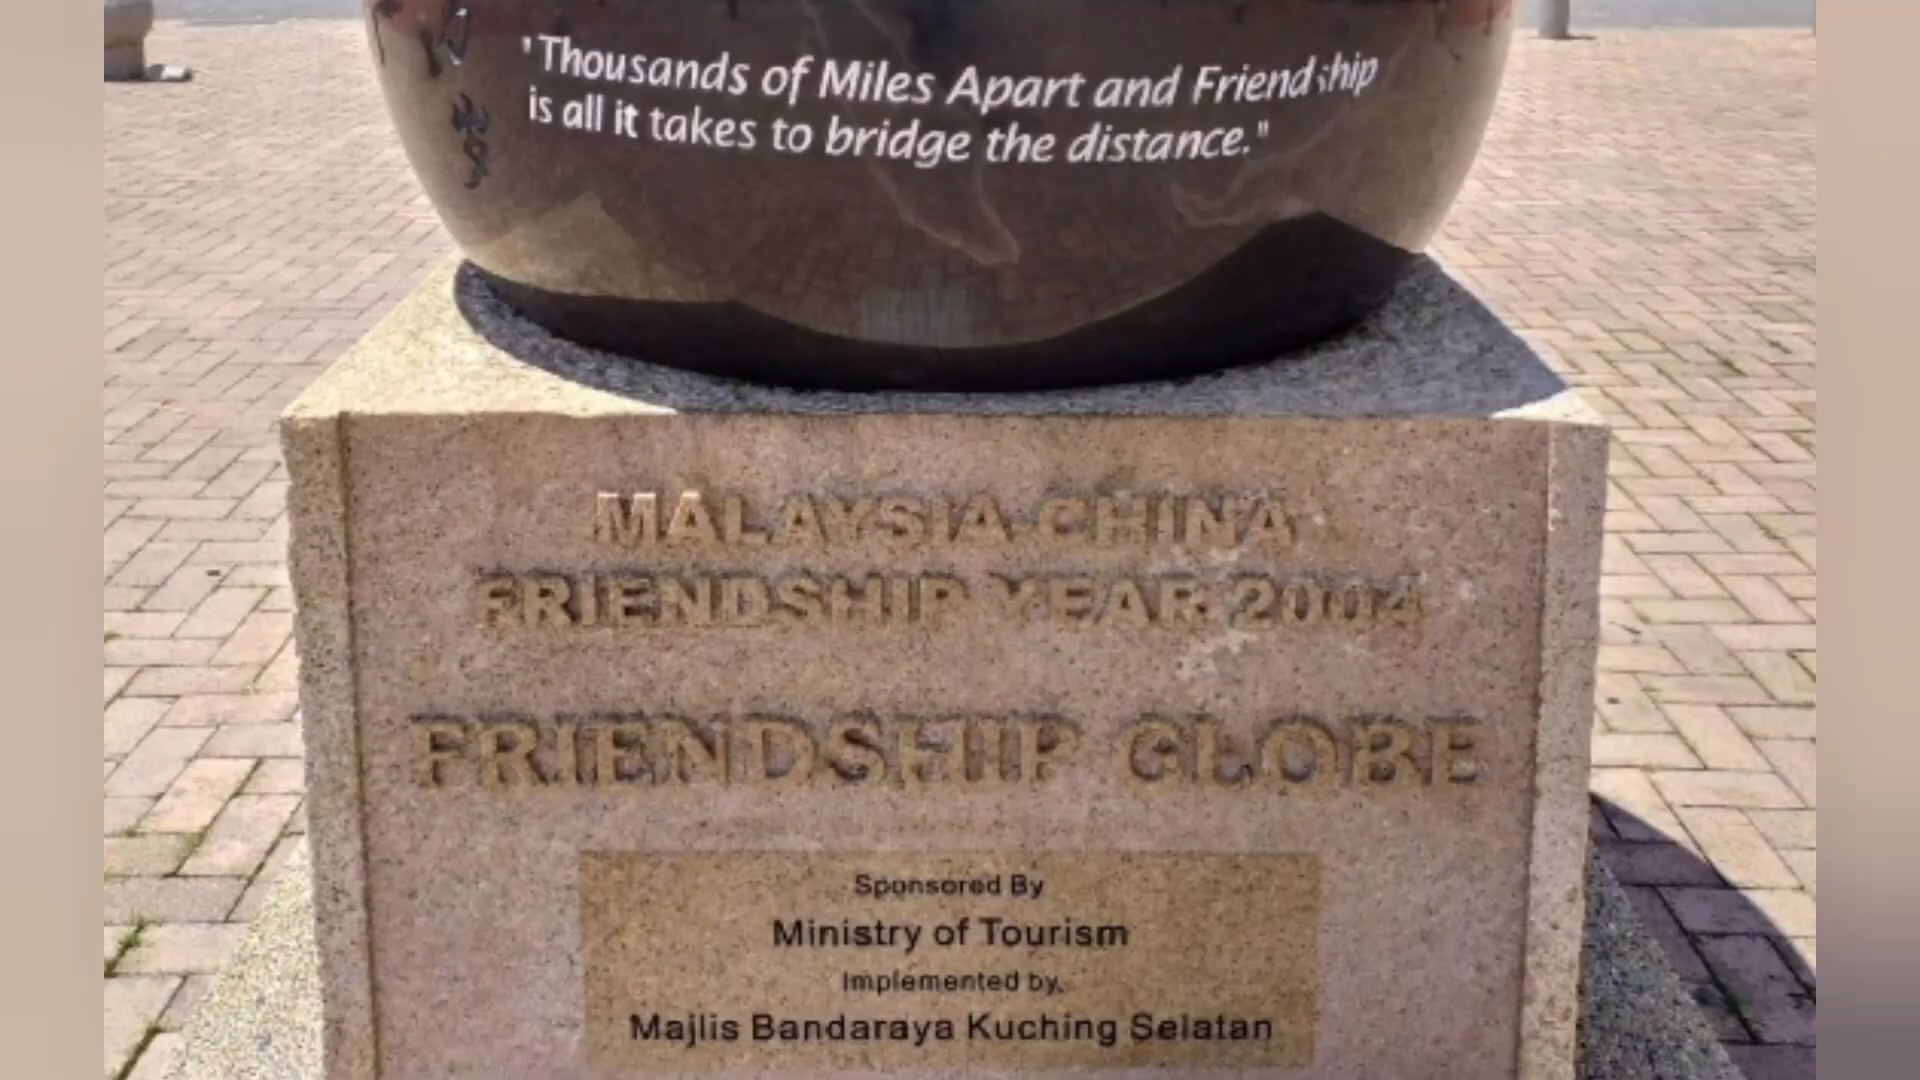 "Thousands of Miles Apart and Friendship
is all it takes to bridge the distance."
MALAYSIA-CHINA
FRIENDSHIP YEAR 2004
FRIENDSHIP GLOBE
Sponsored By
Ministry of Tourism
Implemented by,
Majlis Bandaraya Kuching Selatan